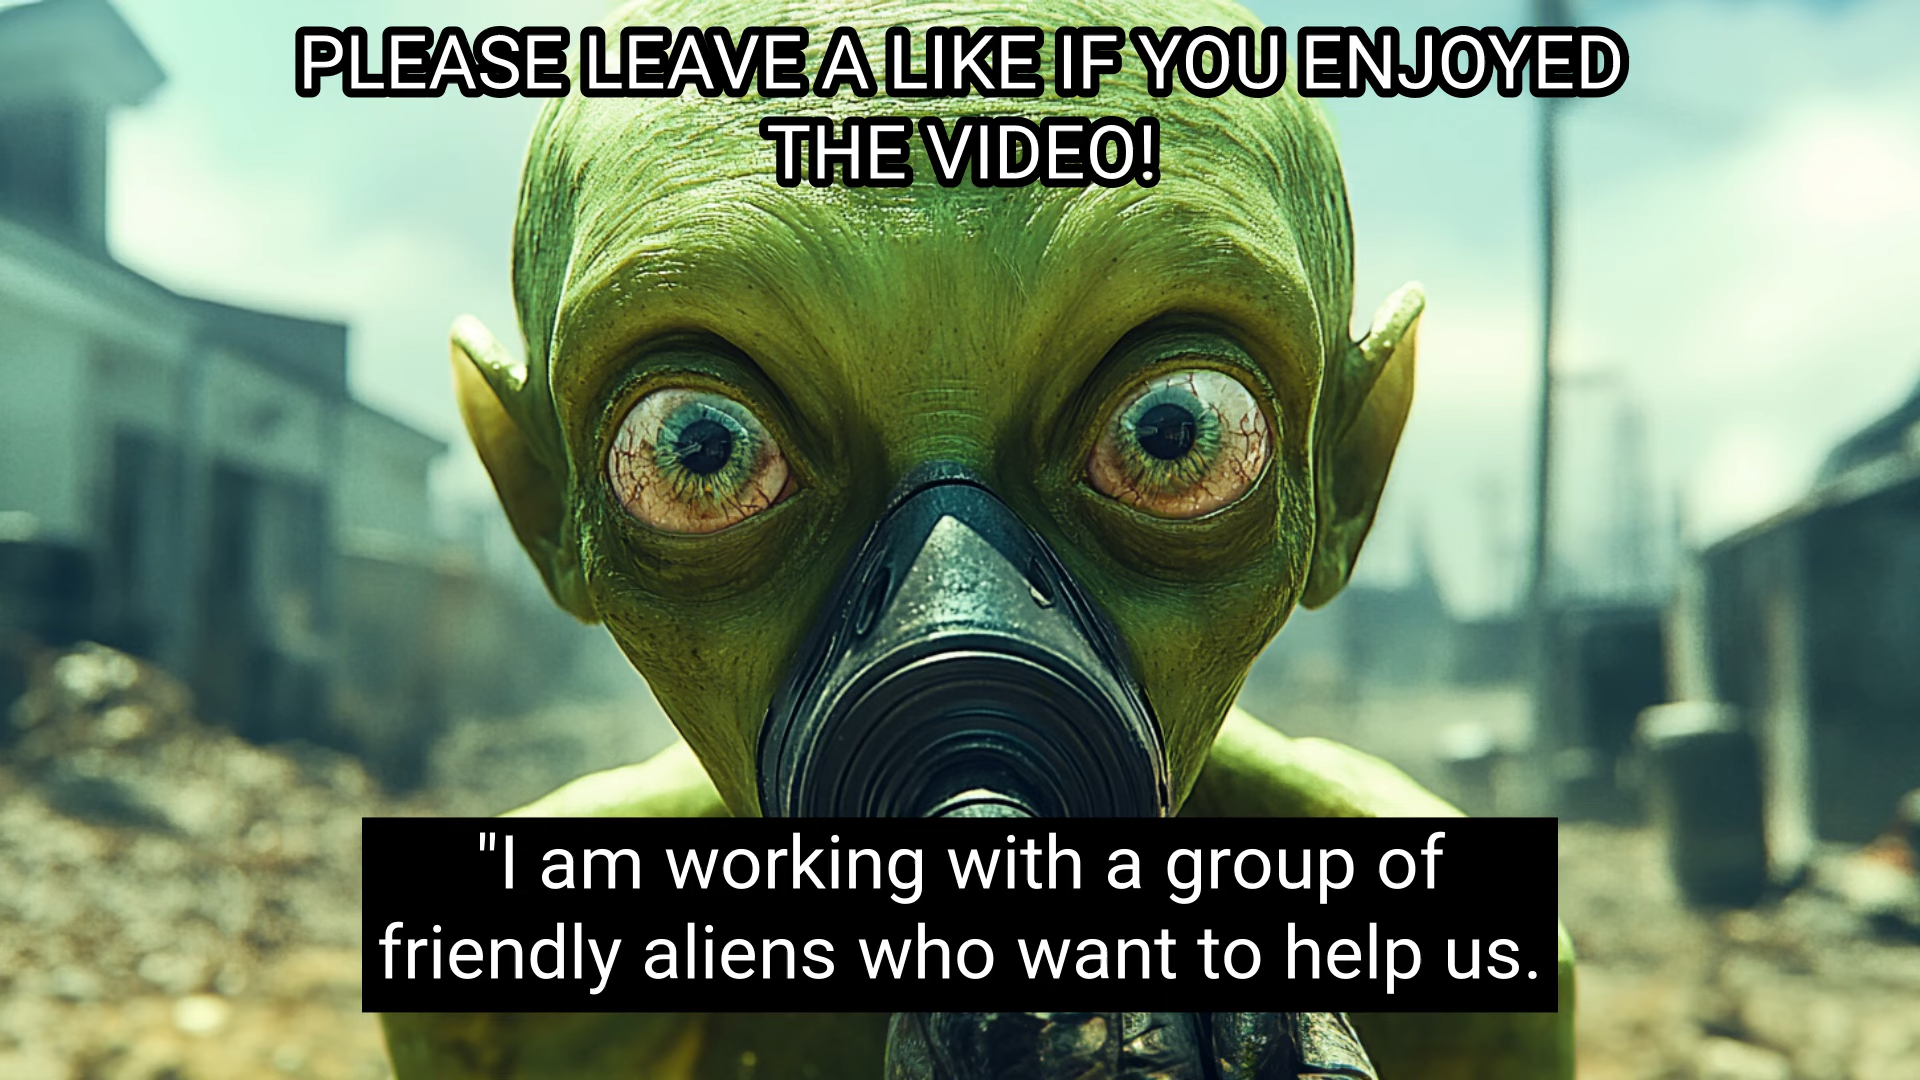 PLEASE LEAVE A LIKE IF YOU ENJOYED
THE VIDEO!
"I am working with a group of
friendly aliens who want to help us.